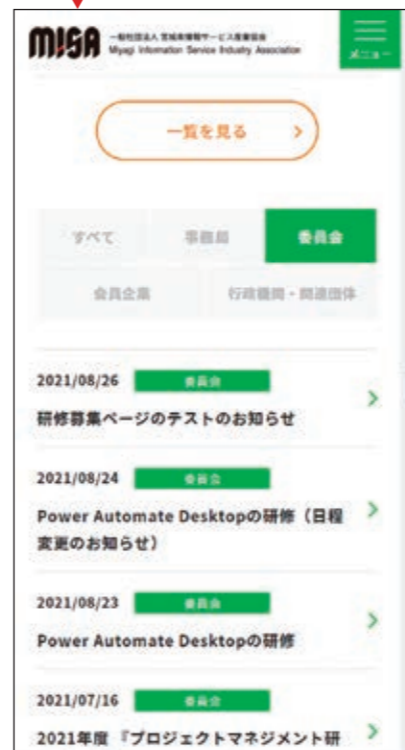 MISA
一般社団法人 宮城県情報サービス産業協会
Miyagi Information Service Industry Association
メニュー
一覧を見る
すべて
事務局
委員会
会員企業
行政機関・関連団体
2021/08/26
委員会
研修募集ページのテストのお知らせ
2021/08/24
委員会
Power Automate Desktopの研修（日程
変更のお知らせ）
2021/08/23
委員会
Power Automate Desktopの研修
2021/07/16
委員会
2021年度 『プロジェクトマネジメント研